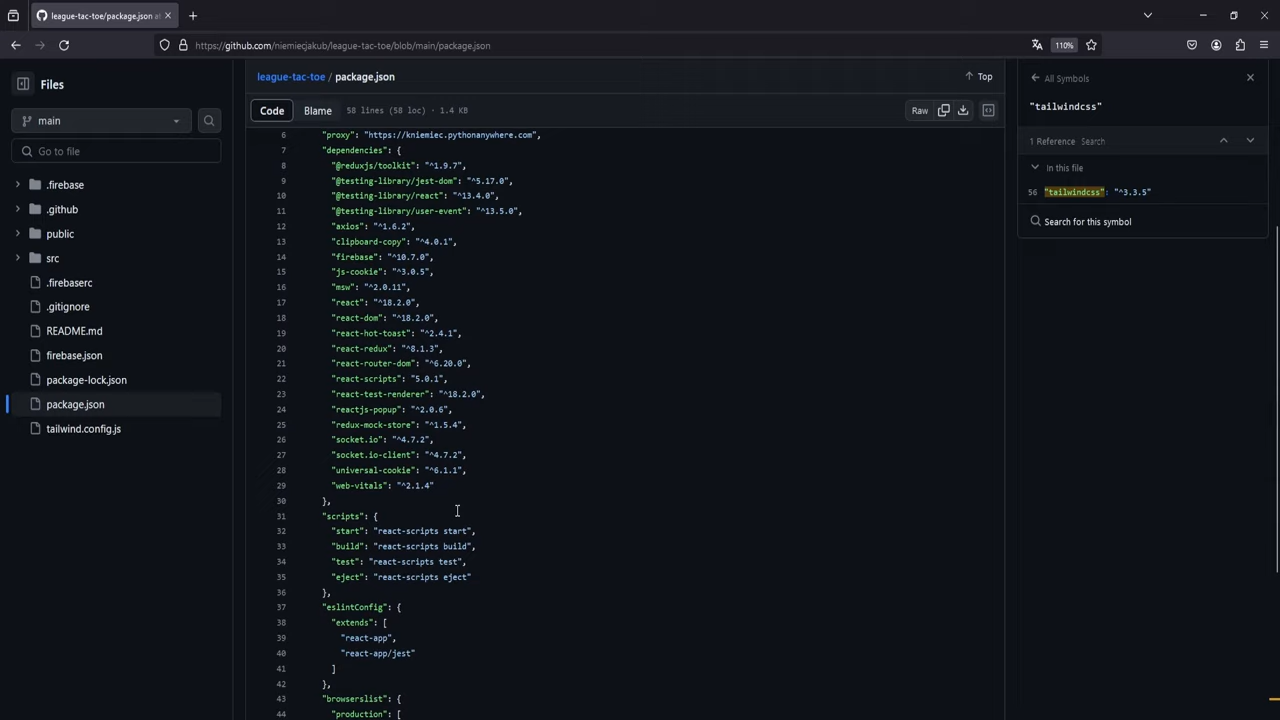 league-tac-toe/package.json at
https://github.com/niemiecjakub/league-tac-toe/blob/main/package.json
110%
Files
main
Go to file
.firebase
.github
public
src
.firebaserc
.gitignore
README.md
firebase.json
package-lock.json
package.json
tailwind.config.js
league-tac-toe / package.json
Top
Code Blame 58 lines (58 loc) · 1.4 KB
Raw
6 "proxy": "https://kniemiec.pythonanywhere.com",
7 "dependencies": {
8 "@reduxjs/toolkit": "^1.9.7",
9 "@testing-library/jest-dom": "^5.17.0",
10 "@testing-library/react": "^13.4.0",
11 "@testing-library/user-event": "^13.5.0",
12 "axios": "^1.6.2",
13 "clipboard-copy": "^4.0.1",
14 "firebase": "^10.7.0",
15 "js-cookie": "^3.0.5",
16 "msw": "^2.0.11",
17 "react": "^18.2.0",
18 "react-dom": "^18.2.0",
19 "react-hot-toast": "^2.4.1",
20 "react-redux": "^8.1.3",
21 "react-router-dom": "^6.20.0",
22 "react-scripts": "5.0.1",
23 "react-test-renderer": "^18.2.0",
24 "reactjs-popup": "^2.0.6",
25 "redux-mock-store": "^1.5.4",
26 "socket.io": "^4.7.2",
27 "socket.io-client": "^4.7.2",
28 "universal-cookie": "^6.1.1",
29 "web-vitals": "^2.1.4"
30 },
31 "scripts": {
32 "start": "react-scripts start",
33 "build": "react-scripts build",
34 "test": "react-scripts test",
35 "eject": "react-scripts eject"
36 },
37 "eslintConfig": {
38 "extends": [
39 "react-app",
40 "react-app/jest"
41 ]
42 },
43 "browserslist": {
44 "production": [
All Symbols
"tailwindcss"
1 Reference Search
In this file
56 "tailwindcss": "^3.3.5"
Search for this symbol